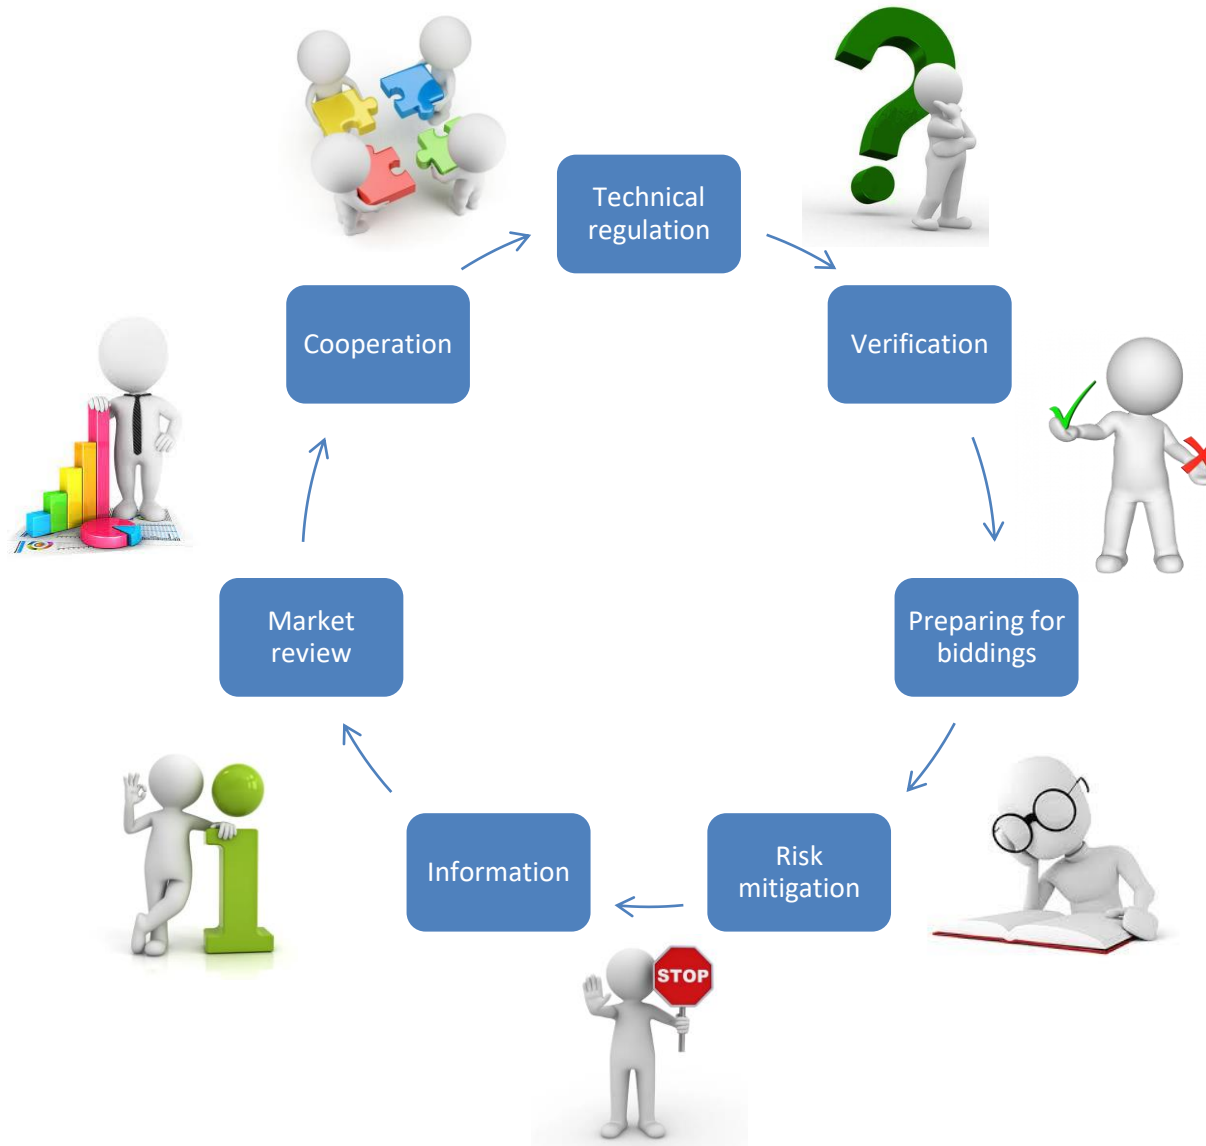 Technical
regulation
Verification
Preparing for
biddings
Risk
mitigation
STOP
Information
Market
review
Cooperation